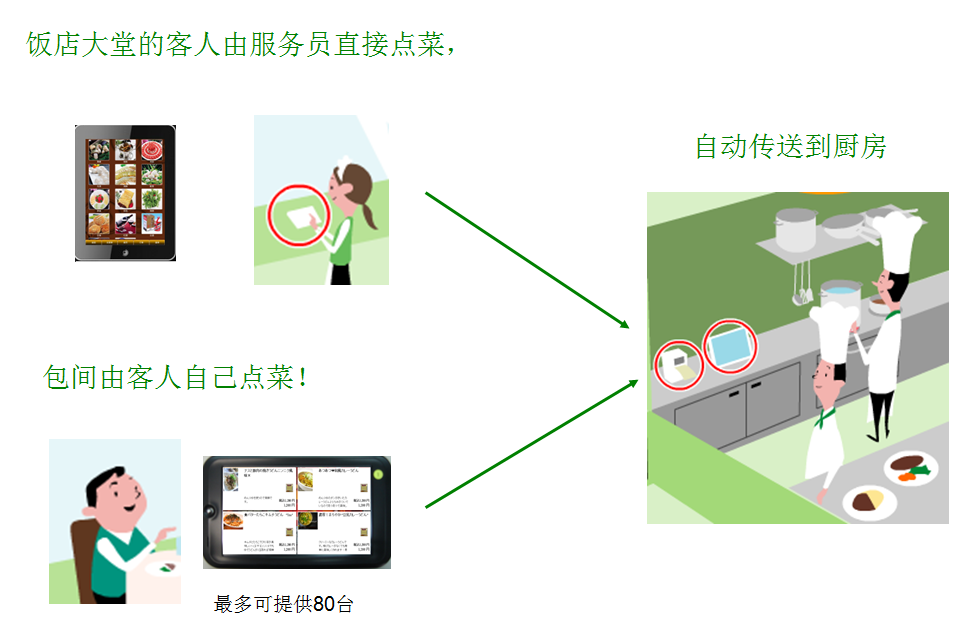 饭店大堂的客人由服务员直接点菜，
自动传送到厨房
包间由客人自己点菜！
最多可提供80台